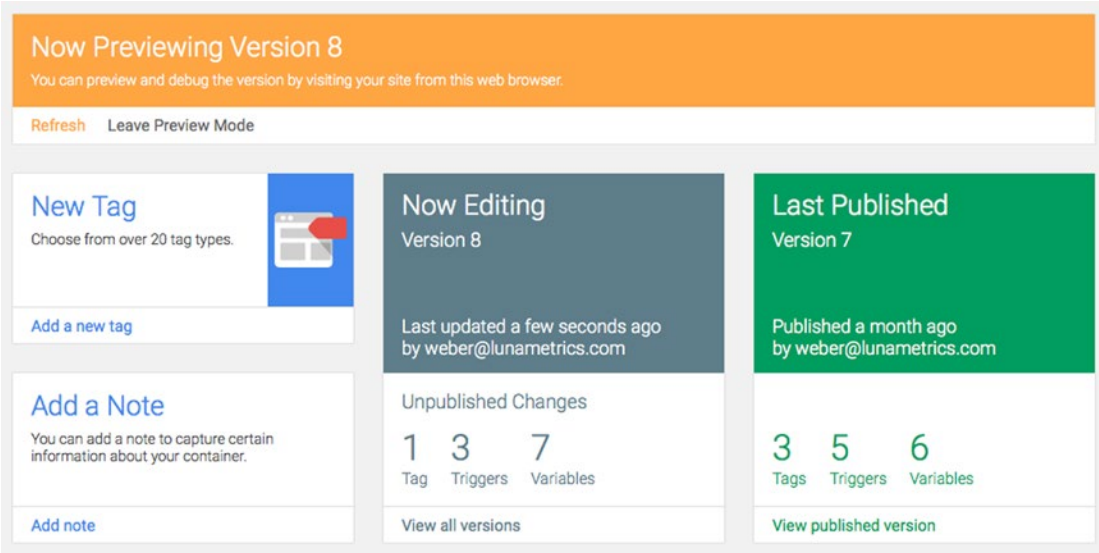 Now Previewing Version 8
You can preview and debug the version by visiting your site from this web browser.
Refresh Leave Preview Mode
New Tag
Choose from over 20 tag types.
Add a new tag
Add a Note
You can add a note to capture certain
information about your container.
Add note
Now Editing
Version 8
Last updated a few seconds ago
by weber@lunametrics.com
Unpublished Changes
1 3 7
Tag Triggers Variables
View all versions
Last Published
Version 7
Published a month ago
by weber@lunametrics.com
3 5 6
Tags Triggers Variables
View published version